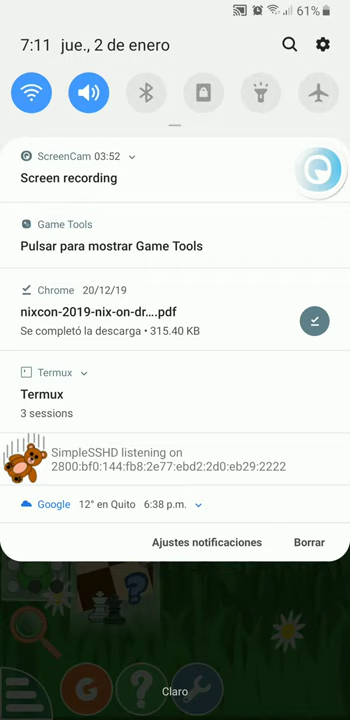 61%
7:11 jue., 2 de enero
ScreenCam 03:52
Screen recording
Game Tools
Pulsar para mostrar Game Tools
Chrome 20/12/19
nixcon-2019-nix-on-dr....pdf
Se completó la descarga • 315.40 KB
Termux
Termux
3 sessions
SimpleSSHD listening on
2800:bf0:144:fb8:2e77:ebd2:2d0:eb29:2222
Google 12° en Quito 6:38 p.m.
Ajustes notificaciones Borrar
G ?
Claro